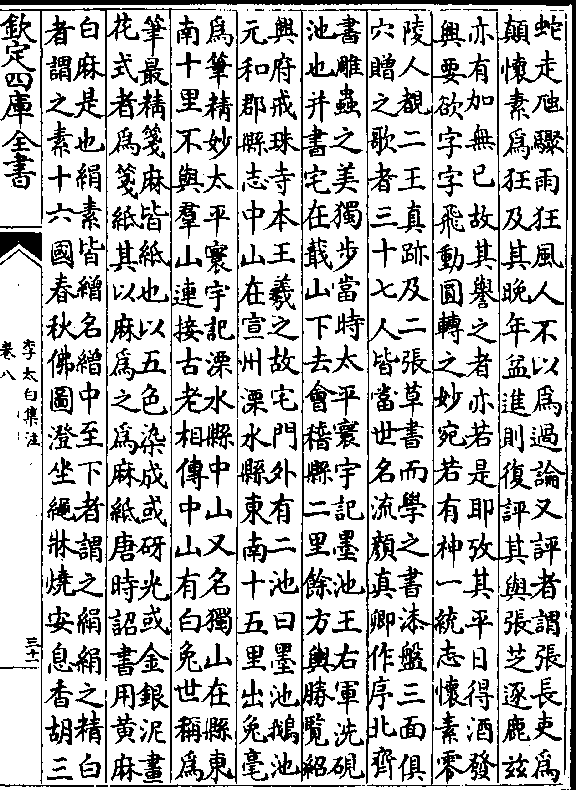 蛇走虺驟雨狂風人不以為過論又評者謂張長史為
顛懷素為狂及其晚年益進則復評其與張芝逐鹿兹
亦有加無已故其譽之者亦若是耶攷其平日得酒發
興要欲字字飛動圓轉之妙宛若有神一統志懷素零
陵人覩二王真跡及二張草書而學之書漆盤三面俱
穴贈之歌者三十七人皆當世名流顔真卿作序北齊
書雕蟲之美獨步當時太平寰宇記墨池王右軍洗硯
池也并書宅在蕺山下去會稽縣二里餘方輿勝覽紹
興府戒珠寺本王羲之故宅門外有二池曰墨池鵝池
元和郡縣志中山在宣州溧水縣東南十五里出兔毫
為筆精妙太平寰宇記溧水縣中山又名獨山在縣東
南十里不與羣山連接古老相傳中山有白兔世稱為
筆最精箋麻皆紙也以五色染成或砑光或金銀泥畫
花式者為箋紙其以麻為之為麻紙唐時詔書用黄麻
白麻是也絹素皆繒名繒中至下者謂之絹絹之精白
者謂之素十六國春秋佛圖澄坐繩牀燒安息香胡三
欽定四庫全書
李太白集注
卷八
三十一